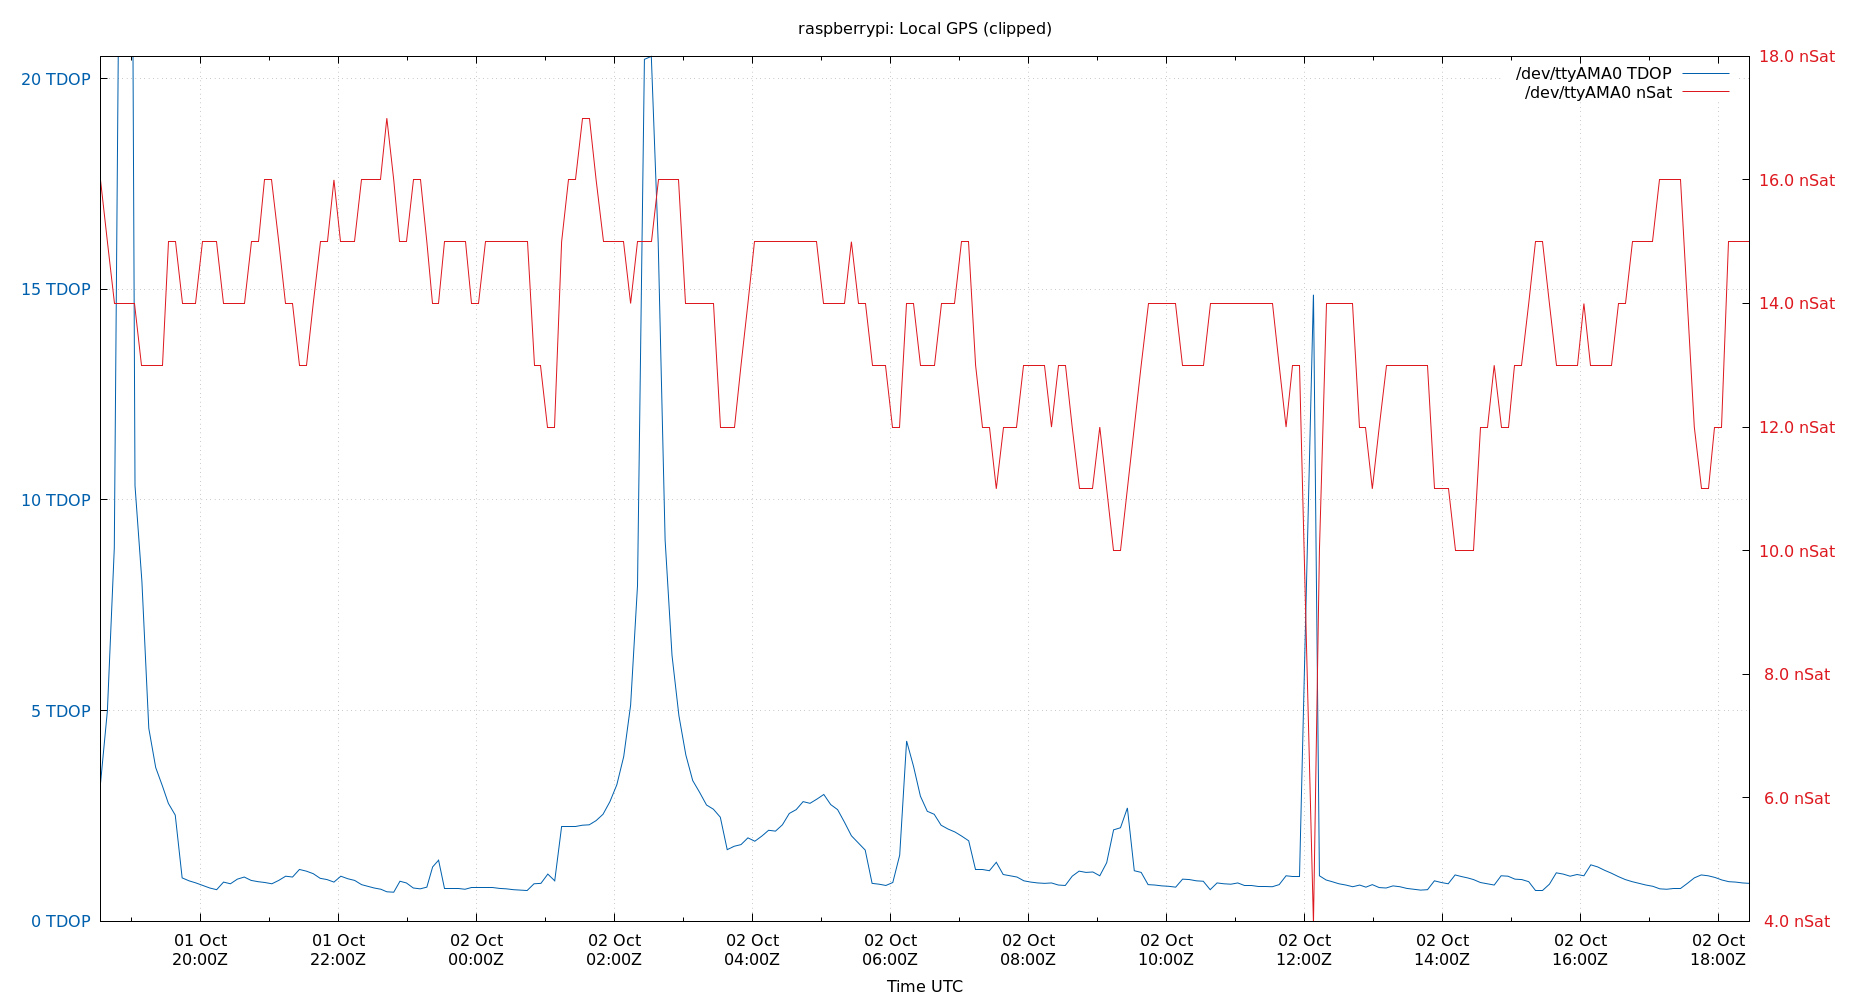 raspberrypi: Local GPS (clipped)
/dev/ttyAMA0 TDOP
/dev/ttyAMA0 nSat
20 TDOP
15 TDOP
10 TDOP
5 TDOP
0 TDOP
18.0 nSat
16.0 nSat
14.0 nSat
12.0 nSat
10.0 nSat
8.0 nSat
6.0 nSat
4.0 nSat
01 Oct
20:00Z
01 Oct
22:00Z
02 Oct
00:00Z
02 Oct
02:00Z
02 Oct
04:00Z
02 Oct
06:00Z
02 Oct
08:00Z
02 Oct
10:00Z
02 Oct
12:00Z
02 Oct
14:00Z
02 Oct
16:00Z
02 Oct
18:00Z
Time UTC